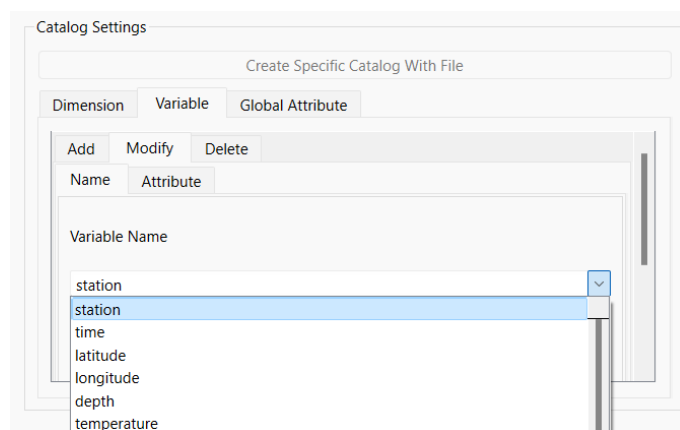 Catalog Settings
Create Specific Catalog With File
Dimension Variable Global Attribute
Add Modify Delete
Name Attribute
Variable Name
station
station
time
latitude
longitude
depth
temperature